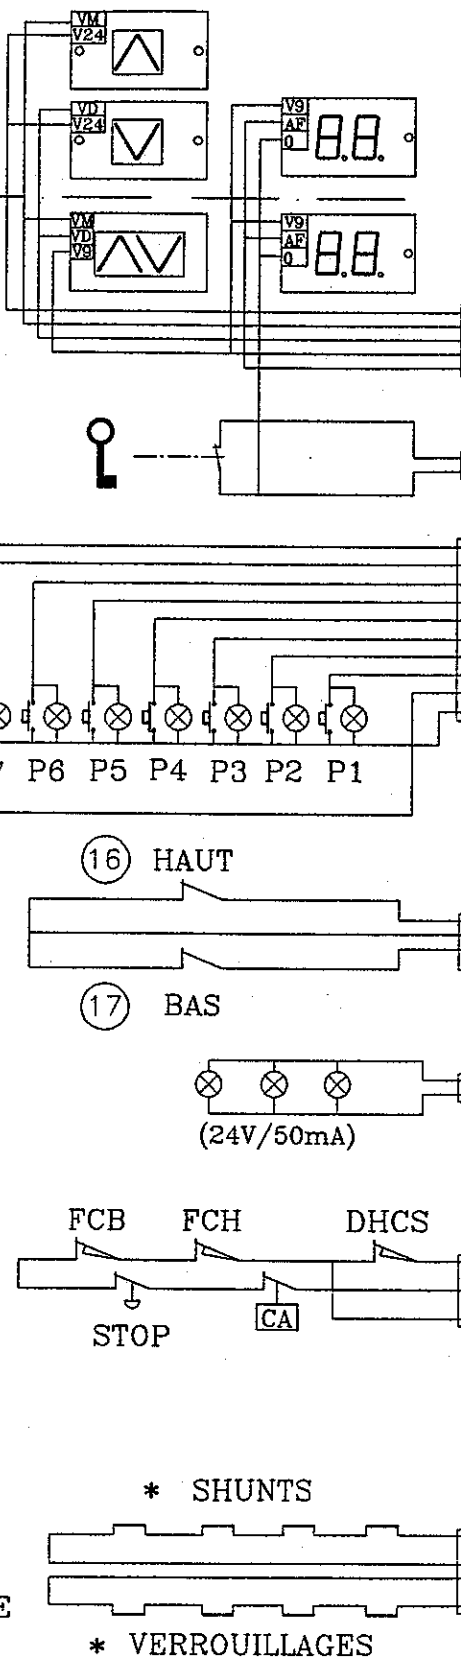 VM
V24
VD
V24
V9
AF
0
8.8.
VM
VD
V9
V9
AF
0
8.8.
P6 P5 P4 P3 P2 P1
16 HAUT
17 BAS
(24V/50mA)
FCB FCH DHCS
STOP CA
* SHUNTS
E
* VERROUILLAGES